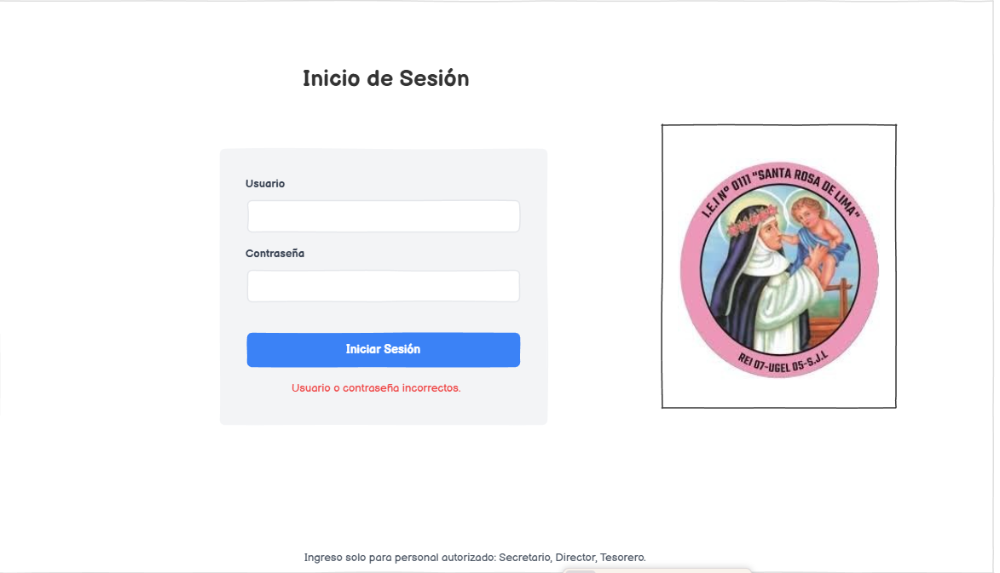 Inicio de Sesión
Usuario
Contraseña
Iniciar Sesión
Usuario o contraseña incorrectos.
I.E.I Nº 0111 "SANTA ROSA DE LIMA"
REI 07-UGEL 05-S.J.L
Ingreso solo para personal autorizado: Secretario, Director, Tesorero.